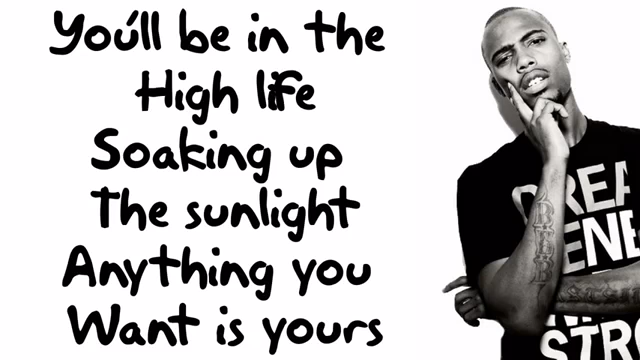 You'll be in the
High life
Soaking up
The sunlight
Anything you
Want is yours